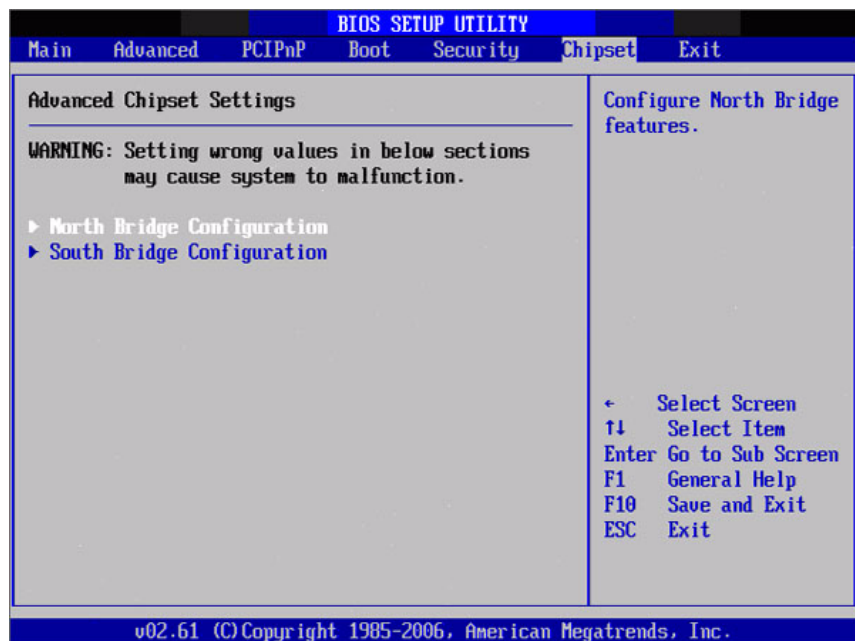 BIOS SETUP UTILITY
Main Advanced PCIPnP Boot Security Chipset Exit
Advanced Chipset Settings
WARNING: Setting wrong values in below sections
may cause system to malfunction.
▶ North Bridge Configuration
▶ South Bridge Configuration
Configure North Bridge
features.
← Select Screen
↑↓ Select Item
Enter Go to Sub Screen
F1 General Help
F10 Save and Exit
ESC Exit
v02.61 (C)Copyright 1985-2006, American Megatrends, Inc.